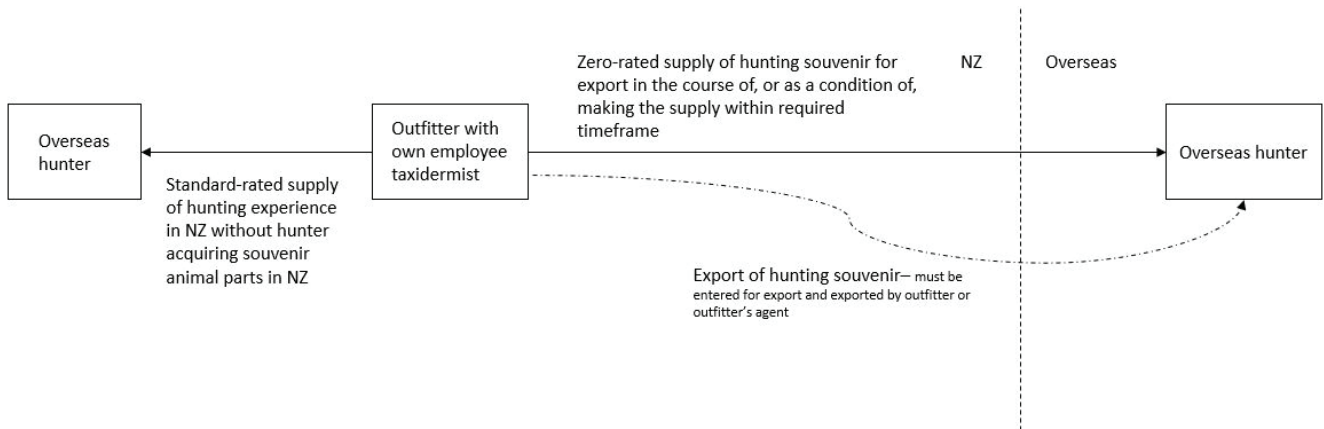 Zero-rated supply of hunting souvenir for
export in the course of, or as a condition of,
making the supply within required
timeframe
NZ
Overseas
Overseas
hunter
Outfitter with
own employee
taxidermist
Overseas hunter
Standard-rated supply
of hunting experience
in NZ without hunter
acquiring souvenir
animal parts in NZ
Export of hunting souvenir– must be
entered for export and exported by outfitter or
outfitter's agent